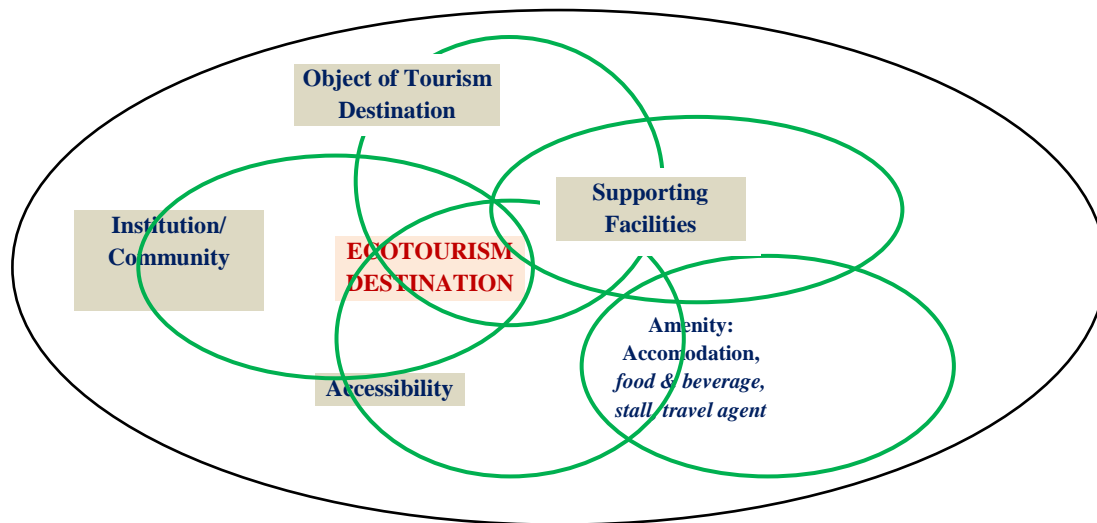 Object of Tourism
Destination
Supporting
Facilities
Institution/
Community
ECOTOURISM
DESTINATION
Amenity:
Accomodation,
food & beverage,
stall, travel agent
Accessibility